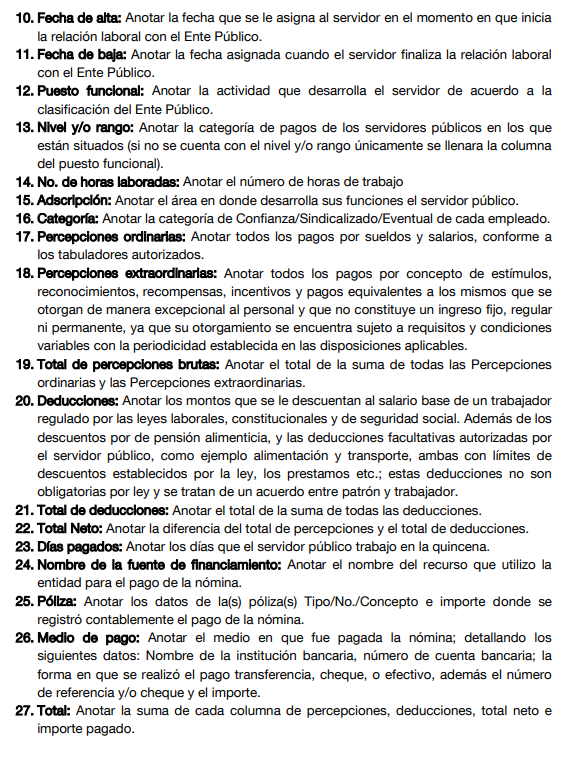 10. Fecha de alta: Anotar la fecha que se le asigna al servidor en el momento en que inicia
la relación laboral con el Ente Público.
11. Fecha de baja: Anotar la fecha asignada cuando el servidor finaliza la relación laboral
con el Ente Público.
12. Puesto funcional: Anotar la actividad que desarrolla el servidor de acuerdo a la
clasificación del Ente Público.
13. Nivel y/o rango: Anotar la categoría de pagos de los servidores públicos en los que
están situados (si no se cuenta con el nivel y/o rango únicamente se llenara la columna
del puesto funcional).
14. No. de horas laboradas: Anotar el número de horas de trabajo
15. Adscripción: Anotar el área en donde desarrolla sus funciones el servidor público.
16. Categoría: Anotar la categoría de Confianza/Sindicalizado/Eventual de cada empleado.
17. Percepciones ordinarias: Anotar todos los pagos por sueldos y salarios, conforme a
los tabuladores autorizados.
18. Percepciones extraordinarias: Anotar todos los pagos por concepto de estímulos,
reconocimientos, recompensas, incentivos y pagos equivalentes a los mismos que se
otorgan de manera excepcional al personal y que no constituye un ingreso fijo, regular
ni permanente, ya que su otorgamiento se encuentra sujeto a requisitos y condiciones
variables con la periodicidad establecida en las disposiciones aplicables.
19. Total de percepciones brutas: Anotar el total de la suma de todas las Percepciones
ordinarias y las Percepciones extraordinarias.
20. Deducciones: Anotar los montos que se le descuentan al salario base de un trabajador
regulado por las leyes laborales, constitucionales y de seguridad social. Además de los
descuentos por de pensión alimenticia, y las deducciones facultativas autorizadas por
el servidor público, como ejemplo alimentación y transporte, ambas con límites de
descuentos establecidos por la ley, los prestamos etc.; estas deducciones no son
obligatorias por ley y se tratan de un acuerdo entre patrón y trabajador.
21. Total de deducciones: Anotar el total de la suma de todas las deducciones.
22. Total Neto: Anotar la diferencia del total de percepciones y el total de deducciones.
23. Días pagados: Anotar los días que el servidor público trabajo en la quincena.
24. Nombre de la fuente de financiamiento: Anotar el nombre del recurso que utilizo la
entidad para el pago de la nómina.
25. Póliza: Anotar los datos de la(s) póliza(s) Tipo/No./Concepto e importe donde se
registró contablemente el pago de la nómina.
26. Medio de pago: Anotar el medio en que fue pagada la nómina; detallando los
siguientes datos: Nombre de la institución bancaria, número de cuenta bancaria; la
forma en que se realizó el pago transferencia, cheque, o efectivo, además el número
de referencia y/o cheque y el importe.
27. Total: Anotar la suma de cada columna de percepciones, deducciones, total neto e
importe pagado.